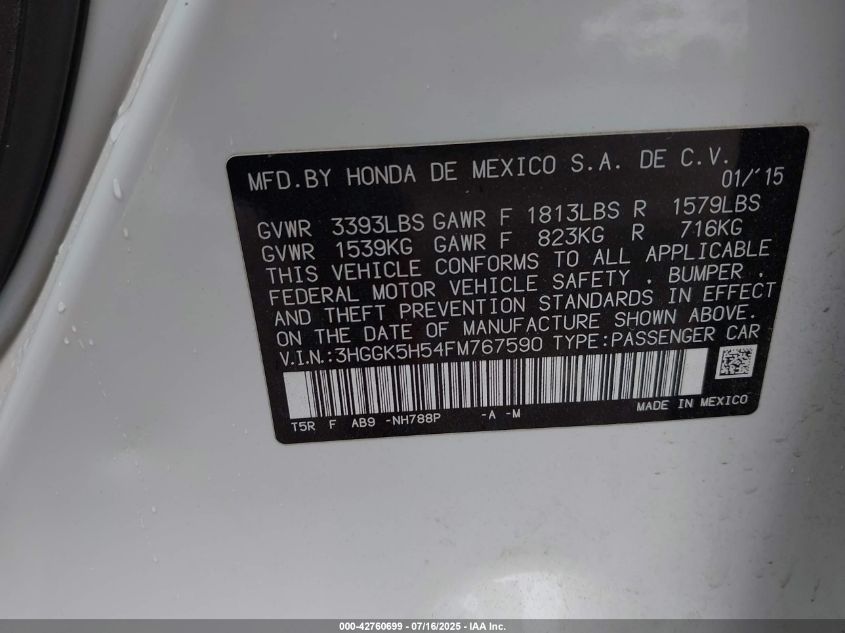 MFD.BY HONDA DE MEXICO S.A. DE C.V.
01/'15
GVWR 3393LBS GAWR F 1813LBS R 1579LBS
GVWR 1539KG GAWR F 823KG R 716KG
THIS VEHICLE CONFORMS TO ALL APPLICABLE
FEDERAL MOTOR VEHICLE SAFETY , BUMPER ,
AND THEFT PREVENTION STANDARDS IN EFFECT
ON THE DATE OF MANUFACTURE SHOWN ABOVE.
V.I.N.:3HGGK5H54FM767590 TYPE:PASSENGER CAR
T5R F AB9 -NH788P -A -M MADE IN MEXICO
000-42760699 - 07/16/2025 - IAA Inc.